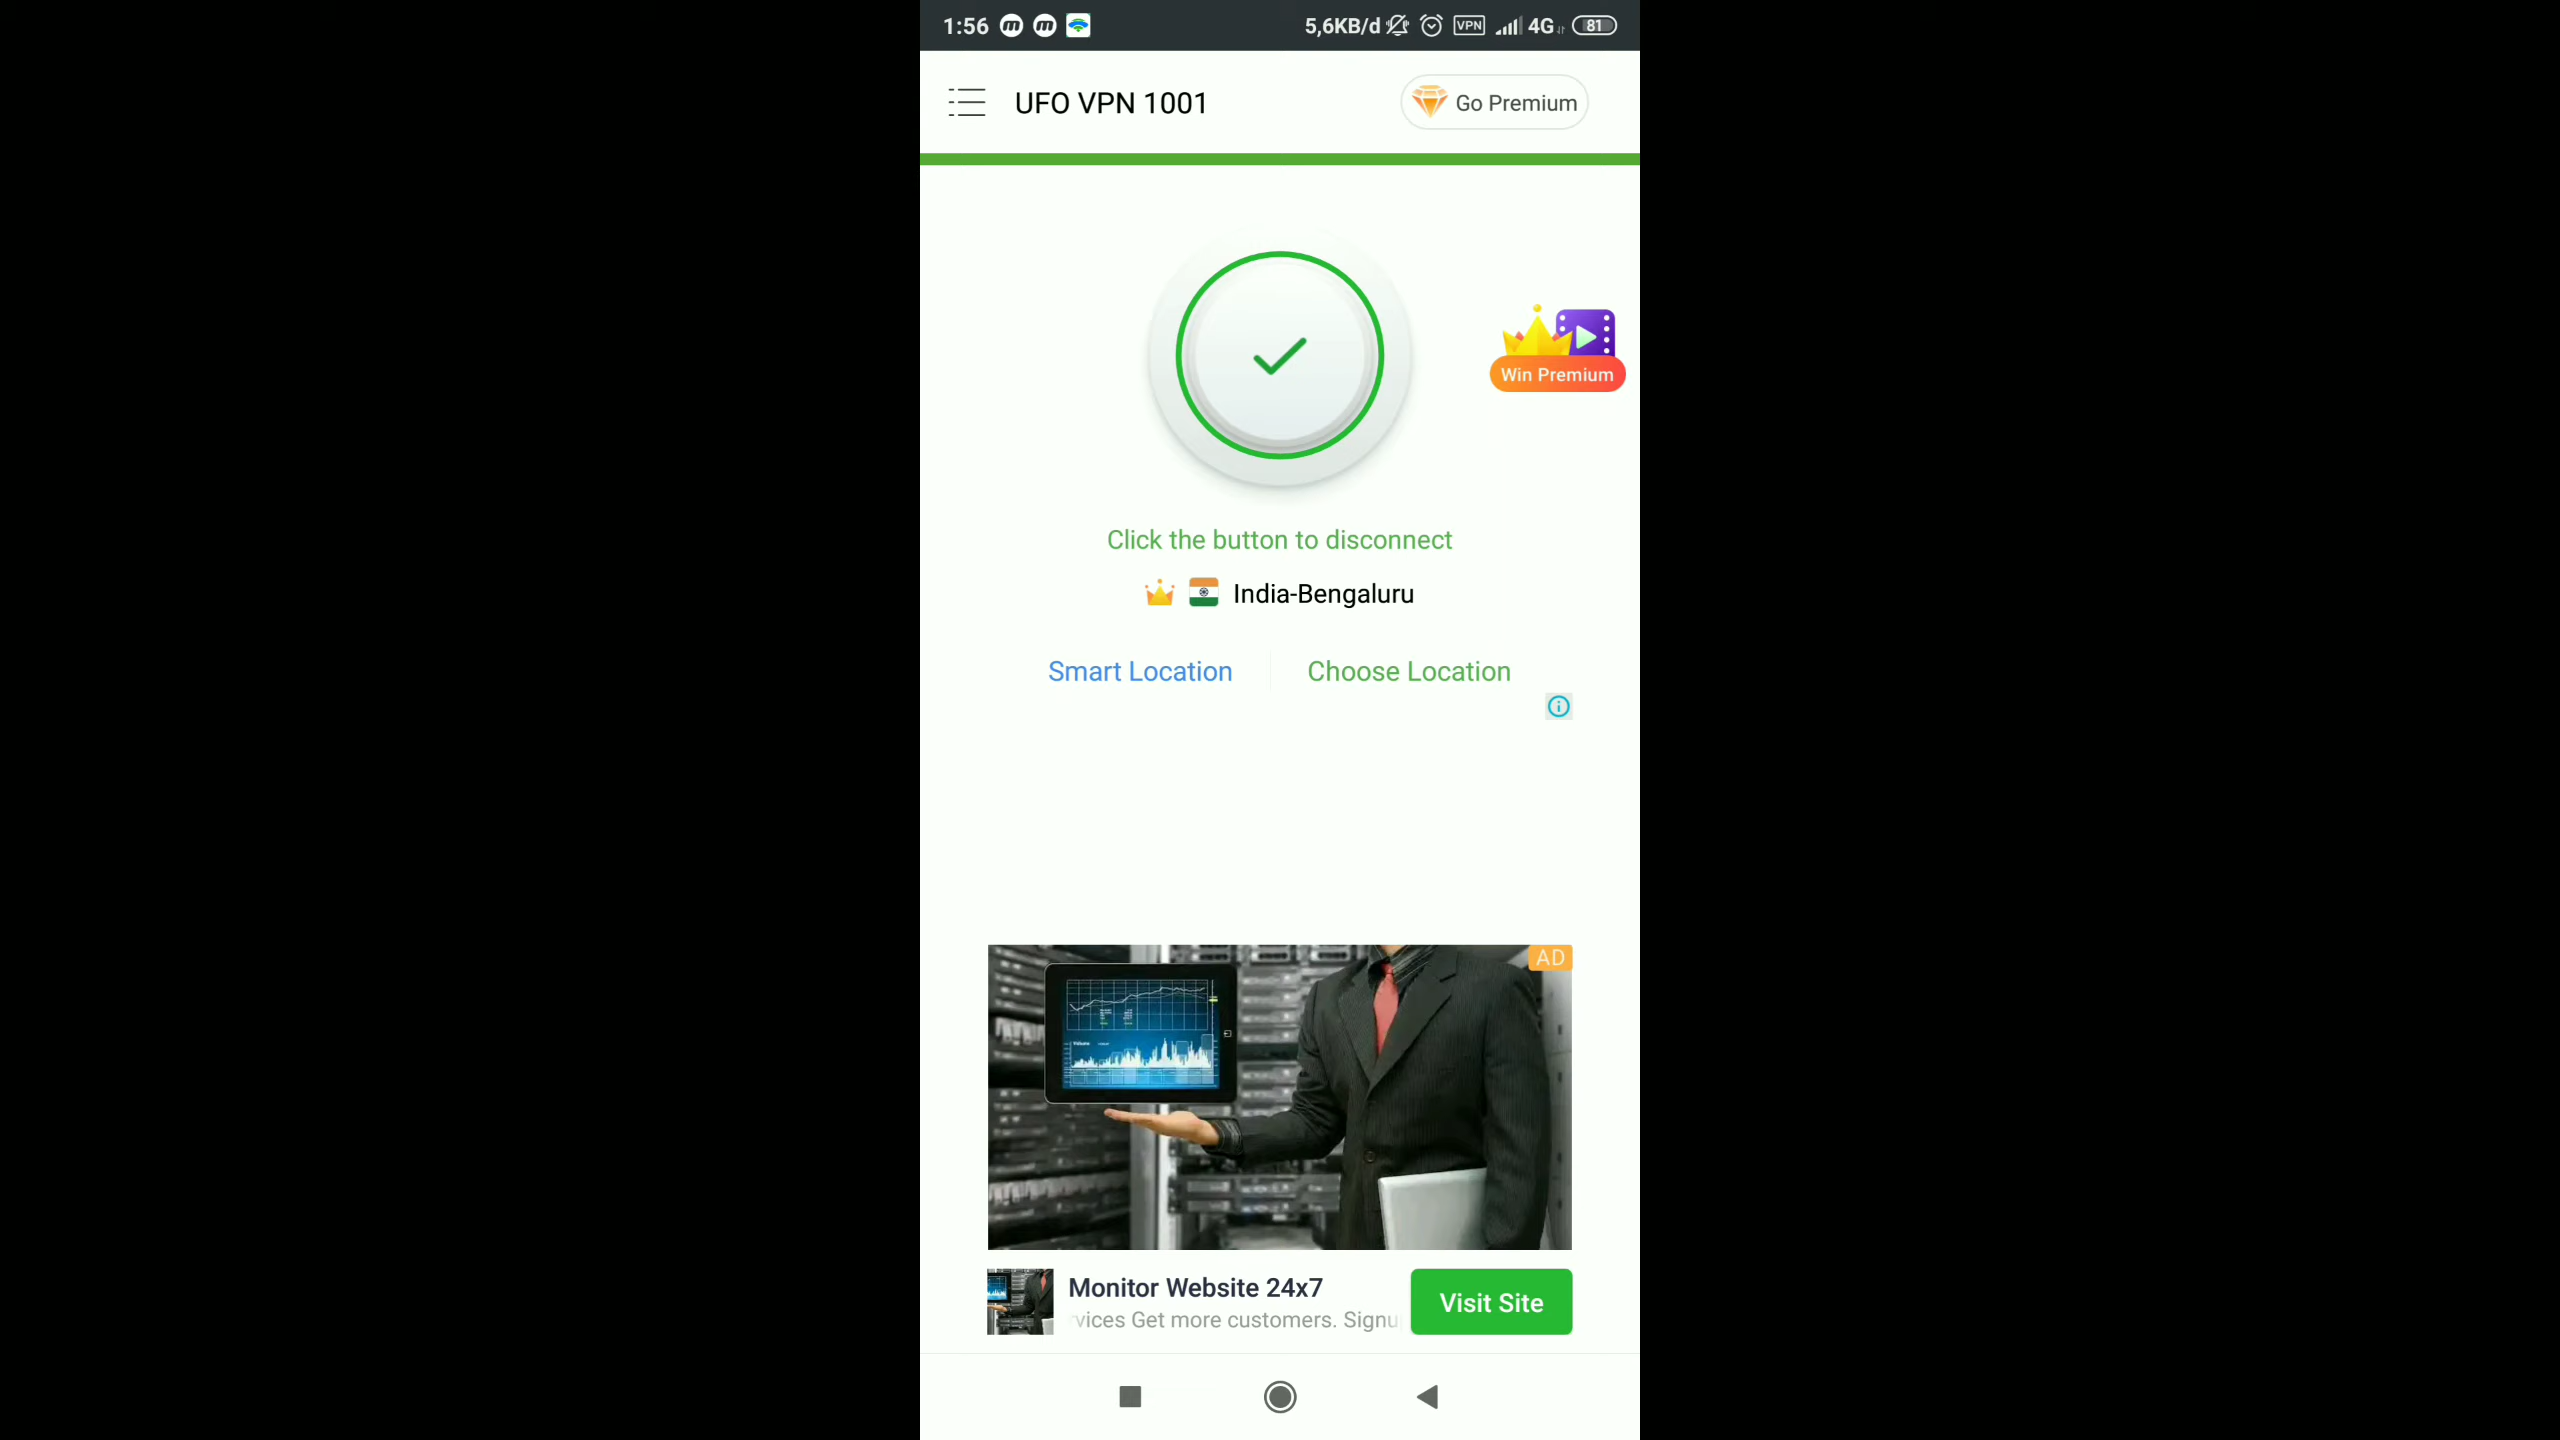 1:56 5,6KB/d VPN 4G 81
UFO VPN 1001
Go Premium
Win Premium
Click the button to disconnect
India-Bengaluru
Smart Location
Choose Location
AD
Monitor Website 24x7
vices Get more customers. Signu
Visit Site